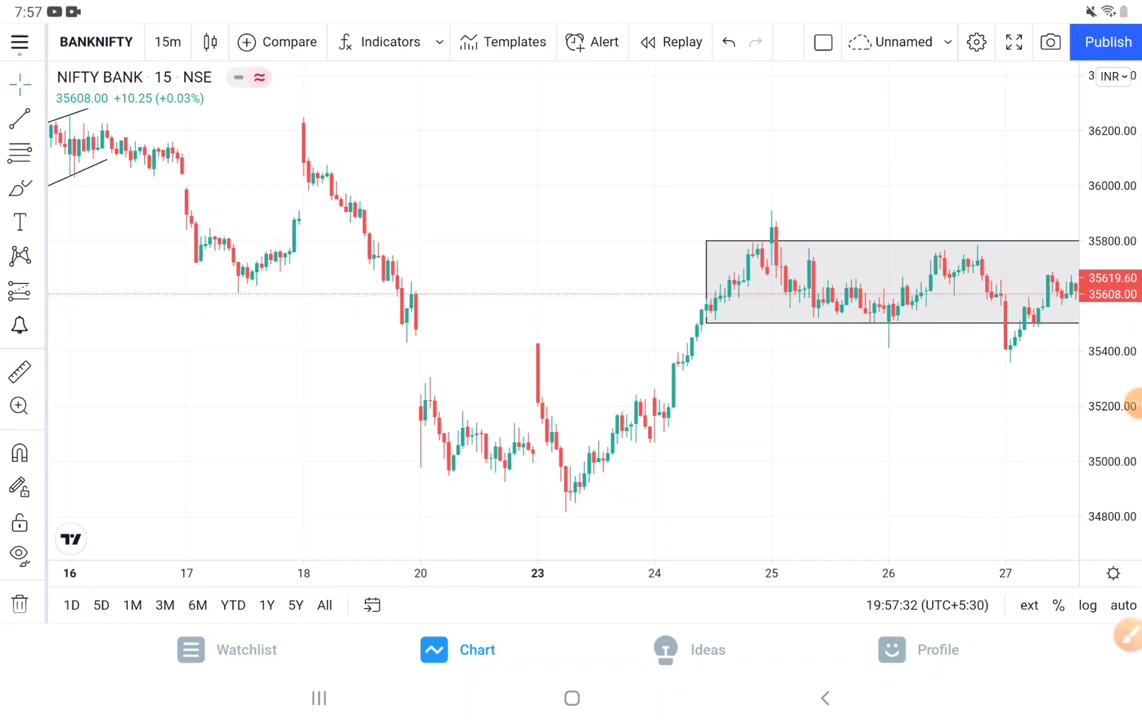 7:57
BANKNIFTY 15m Compare Indicators Templates Alert Replay Unnamed Publish
NIFTY BANK · 15 · NSE
35608.00 +10.25 (+0.03%)
INR
36200.00
36000.00
35800.00
35619.60
35608.00
35400.00
35200.00
35000.00
34800.00
16 17 18 20 23 24 25 26 27
1D 5D 1M 3M 6M YTD 1Y 5Y All 19:57:32 (UTC+5:30) ext % log auto
Watchlist Chart Ideas Profile